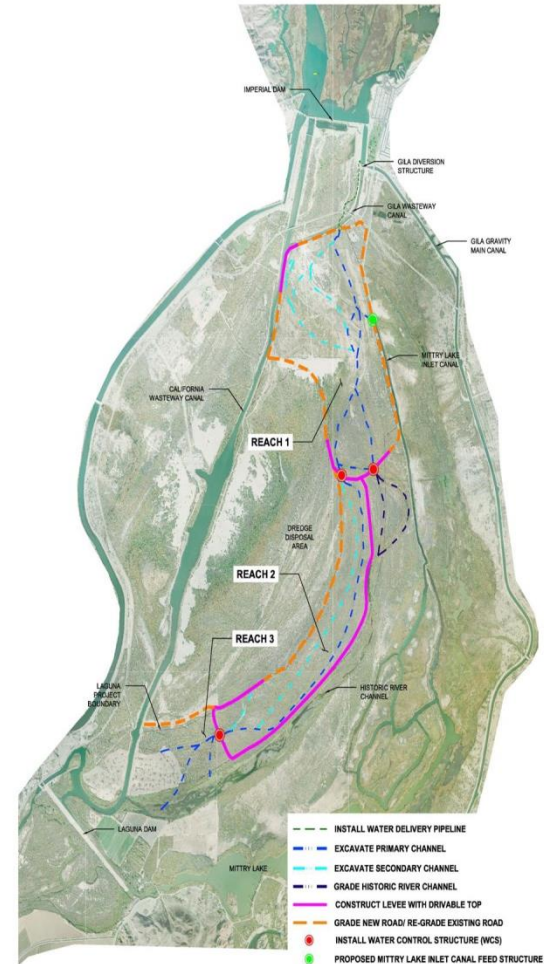 IMPERIAL DAM
GILA DIVERSION
STRUCTURE
GILA WASTEWAY
CANAL
GILA GRAVITY
MAIN CANAL
MITTRY LAKE
INLET CANAL
CALIFORNIA
WASTEWAY CANAL
REACH 1
DREDGE
DISPOSAL
AREA
REACH 2
REACH 3
LAGUNA
PROJECT
BOUNDARY
HISTORIC RIVER
CHANNEL
LAGUNA DAM
MITTRY LAKE
INSTALL WATER DELIVERY PIPELINE
EXCAVATE PRIMARY CHANNEL
EXCAVATE SECONDARY CHANNEL
GRADE HISTORIC RIVER CHANNEL
CONSTRUCT LEVEE WITH DRIVABLE TOP
GRADE NEW ROAD/ RE-GRADE EXISTING ROAD
INSTALL WATER CONTROL STRUCTURE (WCS)
PROPOSED MITTRY LAKE INLET CANAL FEED STRUCTURE